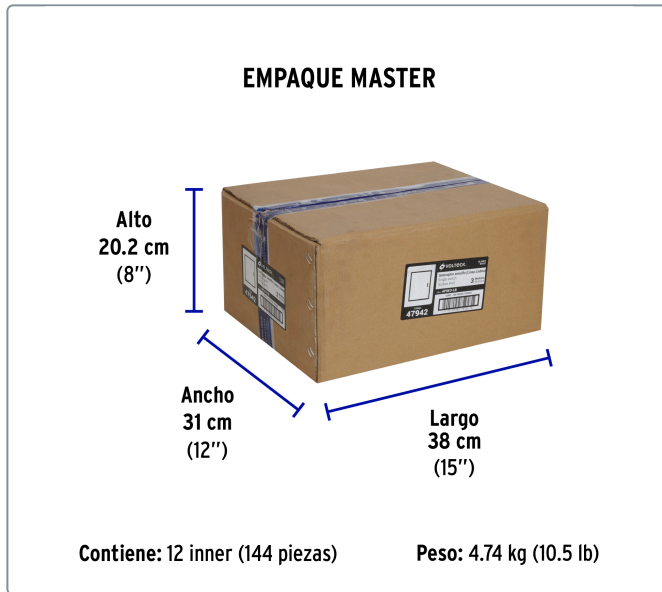 EMPAQUE MASTER
Alto
20.2 cm
(8’’)
VOLTECK
47942
Ancho
31 cm
(12’’)
Largo
38 cm
(15’’)
Contiene: 12 inner (144 piezas)
Peso: 4.74 kg (10.5 lb)